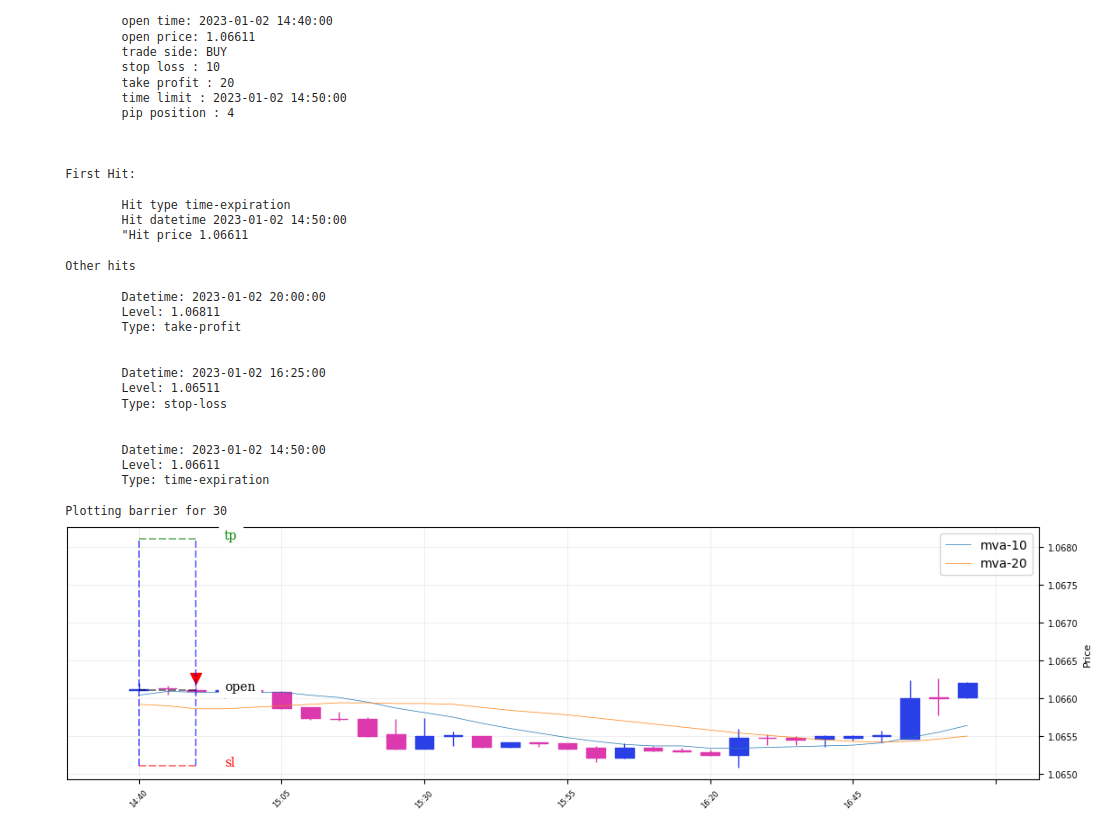 open time: 2023-01-02 14:40:00
open price: 1.06611
trade side: BUY
stop loss : 10
take profit : 20
time limit : 2023-01-02 14:50:00
pip position : 4
First Hit:
Hit type time-expiration
Hit datetime 2023-01-02 14:50:00
"Hit price 1.06611
Other hits
Datetime: 2023-01-02 20:00:00
Level: 1.06811
Type: take-profit
Datetime: 2023-01-02 16:25:00
Level: 1.06511
Type: stop-loss
Datetime: 2023-01-02 14:50:00
Level: 1.06611
Type: time-expiration
Plotting barrier for 30
tp
mva-10
mva-20
open
sl
1.0680
1.0675
1.0670
1.0665
1.0660
1.0655
1.0650
Price
14:40
15:05
15:30
15:55
16:20
16:45